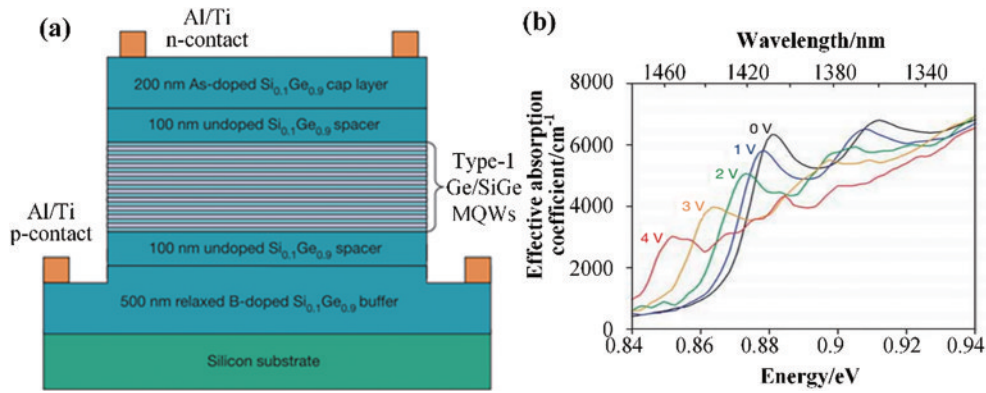 (a)
Al/Ti
n-contact
200 nm As-doped Si0.1Ge0.9 cap layer
100 nm undoped Si0.1Ge0.9 spacer
Type-1
Ge/SiGe
MQWs
Al/Ti
p-contact
100 nm undoped Si0.1Ge0.9 spacer
500 nm relaxed B-doped Si0.1Ge0.9 buffer
Silicon substrate
(b)
Wavelength/nm
1460 1420 1380 1340
Effective absorption
coefficient/cm-1
8000
6000
4000
2000
0
0 V
1 V
2 V
3 V
4 V
0.84 0.86 0.88 0.9 0.92 0.94
Energy/eV